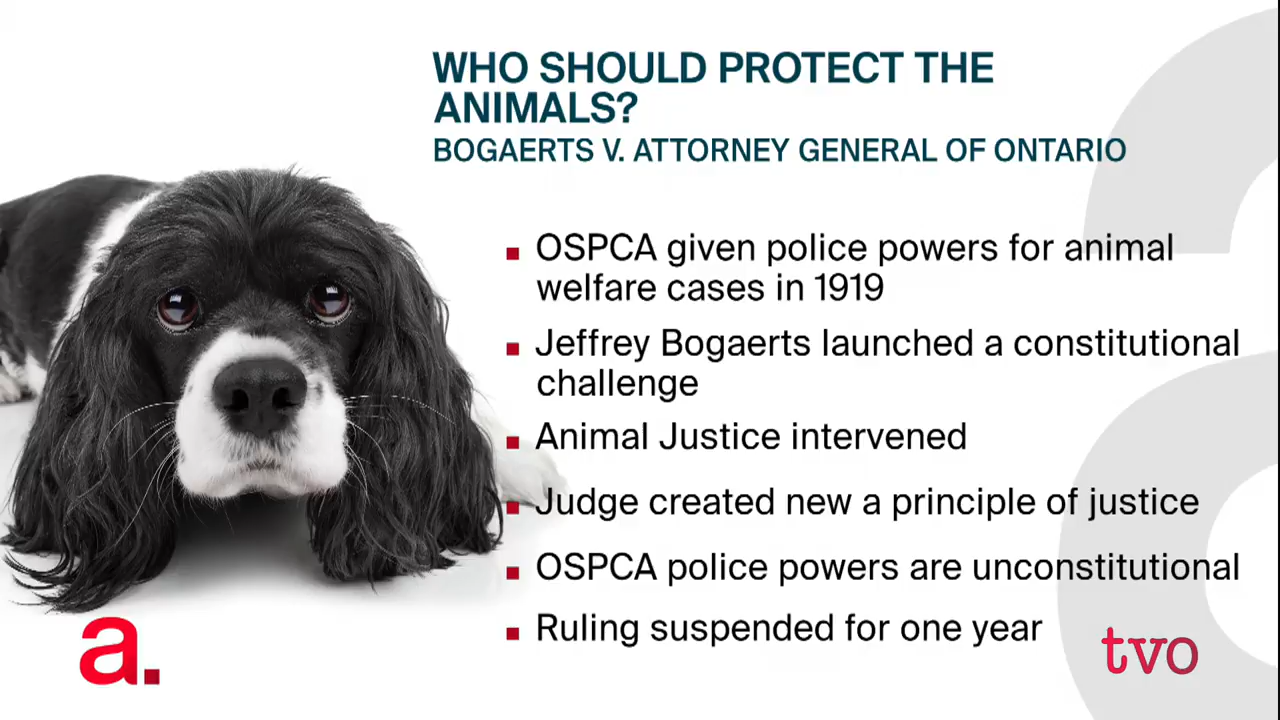 WHO SHOULD PROTECT THE
ANIMALS?
BOGAERTS V. ATTORNEY GENERAL OF ONTARIO
▪ OSPCA given police powers for animal
welfare cases in 1919
▪ Jeffrey Bogaerts launched a constitutional
challenge
▪ Animal Justice intervened
▪ Judge created new a principle of justice
▪ OSPCA police powers are unconstitutional
▪ Ruling suspended for one year
a.
tvo